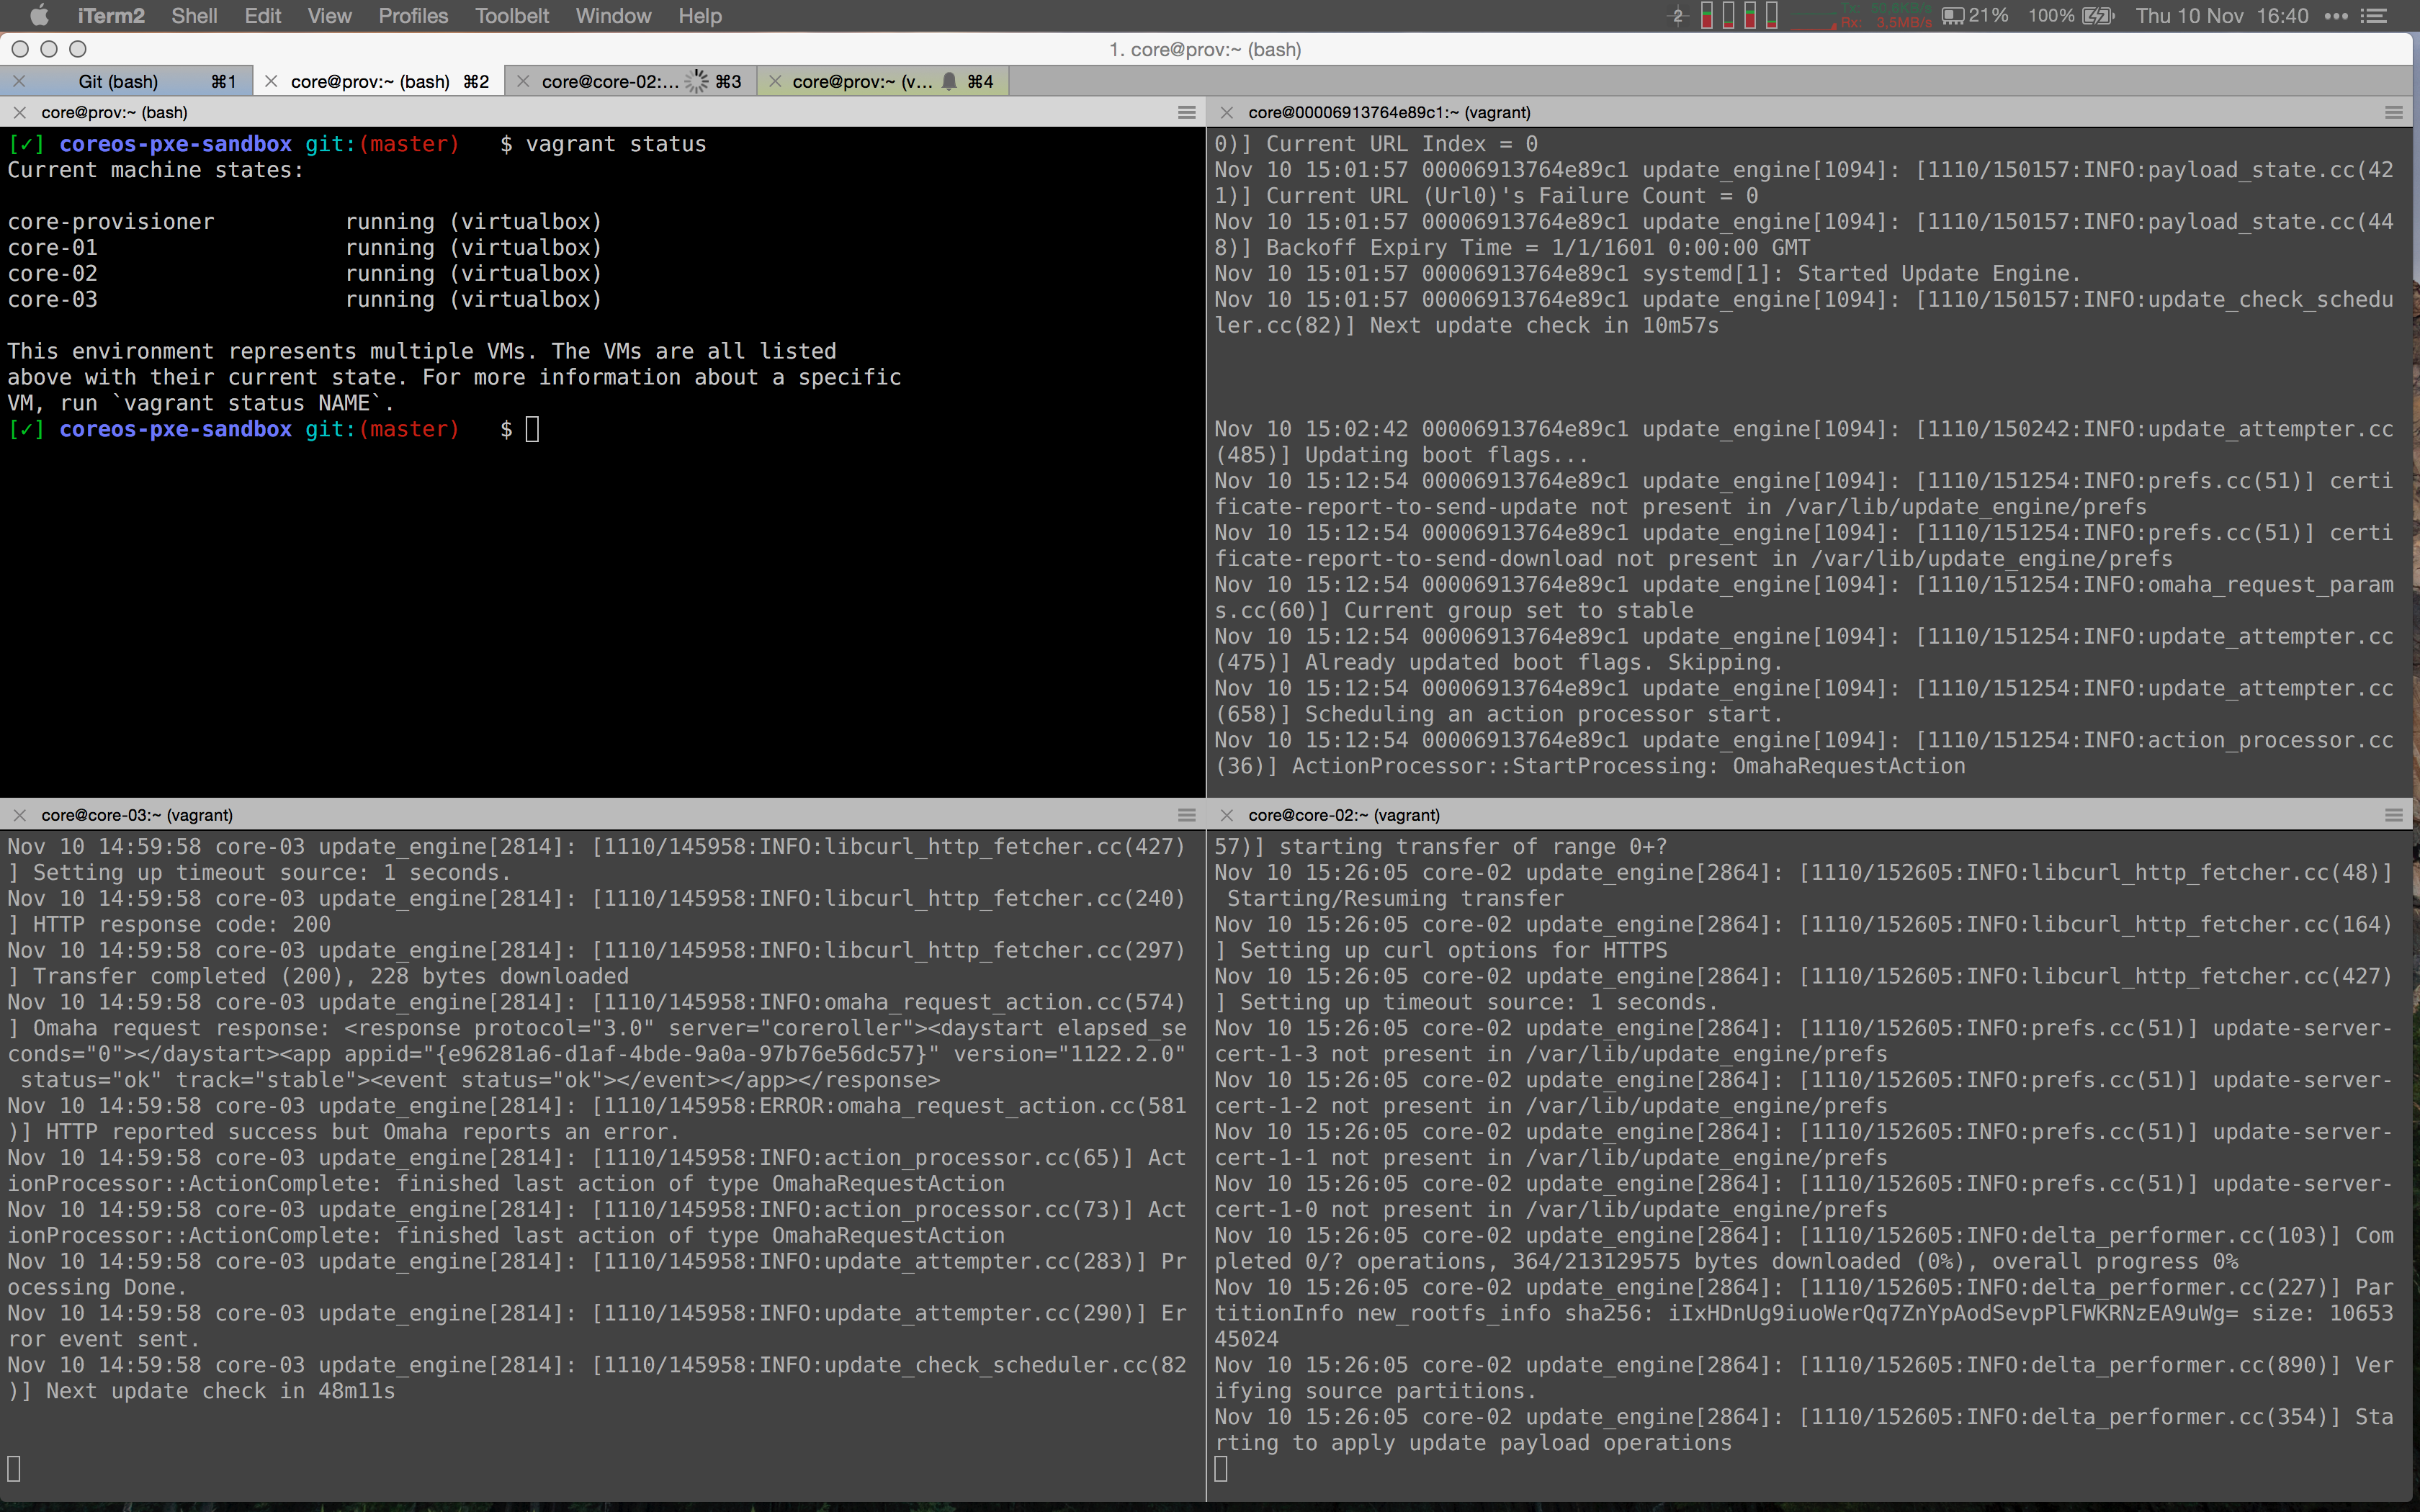 iTerm2 Shell Edit View Profiles Toolbelt Window Help 21% 100% Thu 10 Nov 16:40
1. core@prov:~ (bash)
Git (bash) ⌘1 core@prov:~ (bash) ⌘2 core@core-02:... ⌘3 core@prov:~ (v... ⌘4
core@prov:~ (bash)
[✓] coreos-pxe-sandbox git:(master) $ vagrant status
Current machine states:
core-provisioner running (virtualbox)
core-01 running (virtualbox)
core-02 running (virtualbox)
core-03 running (virtualbox)
This environment represents multiple VMs. The VMs are all listed
above with their current state. For more information about a specific
VM, run `vagrant status NAME`.
[✓] coreos-pxe-sandbox git:(master) $
core@00006913764e89c1:~ (vagrant)
0)] Current URL Index = 0
Nov 10 15:01:57 00006913764e89c1 update_engine[1094]: [1110/150157:INFO:payload_state.cc(42
1)] Current URL (Url0)'s Failure Count = 0
Nov 10 15:01:57 00006913764e89c1 update_engine[1094]: [1110/150157:INFO:payload_state.cc(44
8)] Backoff Expiry Time = 1/1/1601 0:00:00 GMT
Nov 10 15:01:57 00006913764e89c1 systemd[1]: Started Update Engine.
Nov 10 15:01:57 00006913764e89c1 update_engine[1094]: [1110/150157:INFO:update_check_schedu
ler.cc(82)] Next update check in 10m57s
Nov 10 15:02:42 00006913764e89c1 update_engine[1094]: [1110/150242:INFO:update_attempter.cc
(485)] Updating boot flags...
Nov 10 15:12:54 00006913764e89c1 update_engine[1094]: [1110/151254:INFO:prefs.cc(51)] certi
ficate-report-to-send-update not present in /var/lib/update_engine/prefs
Nov 10 15:12:54 00006913764e89c1 update_engine[1094]: [1110/151254:INFO:prefs.cc(51)] certi
ficate-report-to-send-download not present in /var/lib/update_engine/prefs
Nov 10 15:12:54 00006913764e89c1 update_engine[1094]: [1110/151254:INFO:omaha_request_param
s.cc(60)] Current group set to stable
Nov 10 15:12:54 00006913764e89c1 update_engine[1094]: [1110/151254:INFO:update_attempter.cc
(475)] Already updated boot flags. Skipping.
Nov 10 15:12:54 00006913764e89c1 update_engine[1094]: [1110/151254:INFO:update_attempter.cc
(658)] Scheduling an action processor start.
Nov 10 15:12:54 00006913764e89c1 update_engine[1094]: [1110/151254:INFO:action_processor.cc
(36)] ActionProcessor::StartProcessing: OmahaRequestAction
core@core-03:~ (vagrant)
Nov 10 14:59:58 core-03 update_engine[2814]: [1110/145958:INFO:libcurl_http_fetcher.cc(427)
] Setting up timeout source: 1 seconds.
Nov 10 14:59:58 core-03 update_engine[2814]: [1110/145958:INFO:libcurl_http_fetcher.cc(240)
] HTTP response code: 200
Nov 10 14:59:58 core-03 update_engine[2814]: [1110/145958:INFO:libcurl_http_fetcher.cc(297)
] Transfer completed (200), 228 bytes downloaded
Nov 10 14:59:58 core-03 update_engine[2814]: [1110/145958:INFO:omaha_request_action.cc(574)
] Omaha request response: <response protocol="3.0" server="coreroller"><daystart elapsed_se
conds="0"></daystart><app appid="{e96281a6-d1af-4bde-9a0a-97b76e56dc57}" version="1122.2.0"
status="ok" track="stable"><event status="ok"></event></app></response>
Nov 10 14:59:58 core-03 update_engine[2814]: [1110/145958:ERROR:omaha_request_action.cc(581
)] HTTP reported success but Omaha reports an error.
Nov 10 14:59:58 core-03 update_engine[2814]: [1110/145958:INFO:action_processor.cc(65)] Act
ionProcessor::ActionComplete: finished last action of type OmahaRequestAction
Nov 10 14:59:58 core-03 update_engine[2814]: [1110/145958:INFO:action_processor.cc(73)] Act
ionProcessor::ActionComplete: finished last action of type OmahaRequestAction
Nov 10 14:59:58 core-03 update_engine[2814]: [1110/145958:INFO:update_attempter.cc(283)] Pr
ocessing Done.
Nov 10 14:59:58 core-03 update_engine[2814]: [1110/145958:INFO:update_attempter.cc(290)] Er
ror event sent.
Nov 10 14:59:58 core-03 update_engine[2814]: [1110/145958:INFO:update_check_scheduler.cc(82
)] Next update check in 48m11s
core@core-02:~ (vagrant)
57)] starting transfer of range 0+?
Nov 10 15:26:05 core-02 update_engine[2864]: [1110/152605:INFO:libcurl_http_fetcher.cc(48)]
Starting/Resuming transfer
Nov 10 15:26:05 core-02 update_engine[2864]: [1110/152605:INFO:libcurl_http_fetcher.cc(164)
] Setting up curl options for HTTPS
Nov 10 15:26:05 core-02 update_engine[2864]: [1110/152605:INFO:libcurl_http_fetcher.cc(427)
] Setting up timeout source: 1 seconds.
Nov 10 15:26:05 core-02 update_engine[2864]: [1110/152605:INFO:prefs.cc(51)] update-server-
cert-1-3 not present in /var/lib/update_engine/prefs
Nov 10 15:26:05 core-02 update_engine[2864]: [1110/152605:INFO:prefs.cc(51)] update-server-
cert-1-2 not present in /var/lib/update_engine/prefs
Nov 10 15:26:05 core-02 update_engine[2864]: [1110/152605:INFO:prefs.cc(51)] update-server-
cert-1-1 not present in /var/lib/update_engine/prefs
Nov 10 15:26:05 core-02 update_engine[2864]: [1110/152605:INFO:prefs.cc(51)] update-server-
cert-1-0 not present in /var/lib/update_engine/prefs
Nov 10 15:26:05 core-02 update_engine[2864]: [1110/152605:INFO:delta_performer.cc(103)] Com
pleted 0/? operations, 364/213129575 bytes downloaded (0%), overall progress 0%
Nov 10 15:26:05 core-02 update_engine[2864]: [1110/152605:INFO:delta_performer.cc(227)] Par
titionInfo new_rootfs_info sha256: iIxHDnUg9iuoWerQq7ZnYpAodSevpPlFWKRNzEA9uWg= size: 10653
45024
Nov 10 15:26:05 core-02 update_engine[2864]: [1110/152605:INFO:delta_performer.cc(890)] Ver
ifying source partitions.
Nov 10 15:26:05 core-02 update_engine[2864]: [1110/152605:INFO:delta_performer.cc(354)] Sta
rting to apply update payload operations